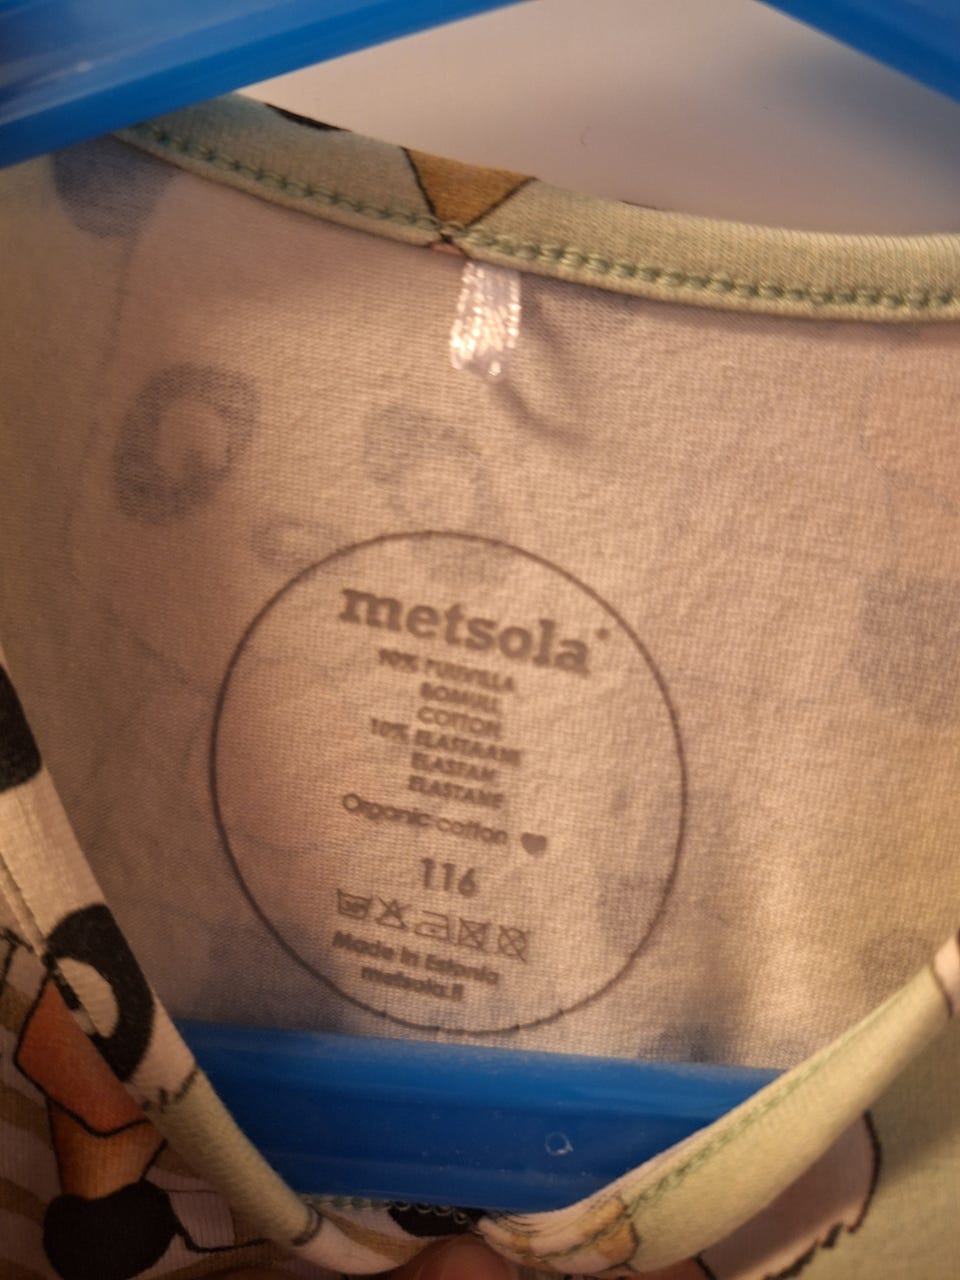 metsola
90% PUUVILLA
BOMULL
COTTON
10% ELASTAANI
ELASTAN
ELASTANE
Organic cotton
116
Made in Estonia
metsola.fi